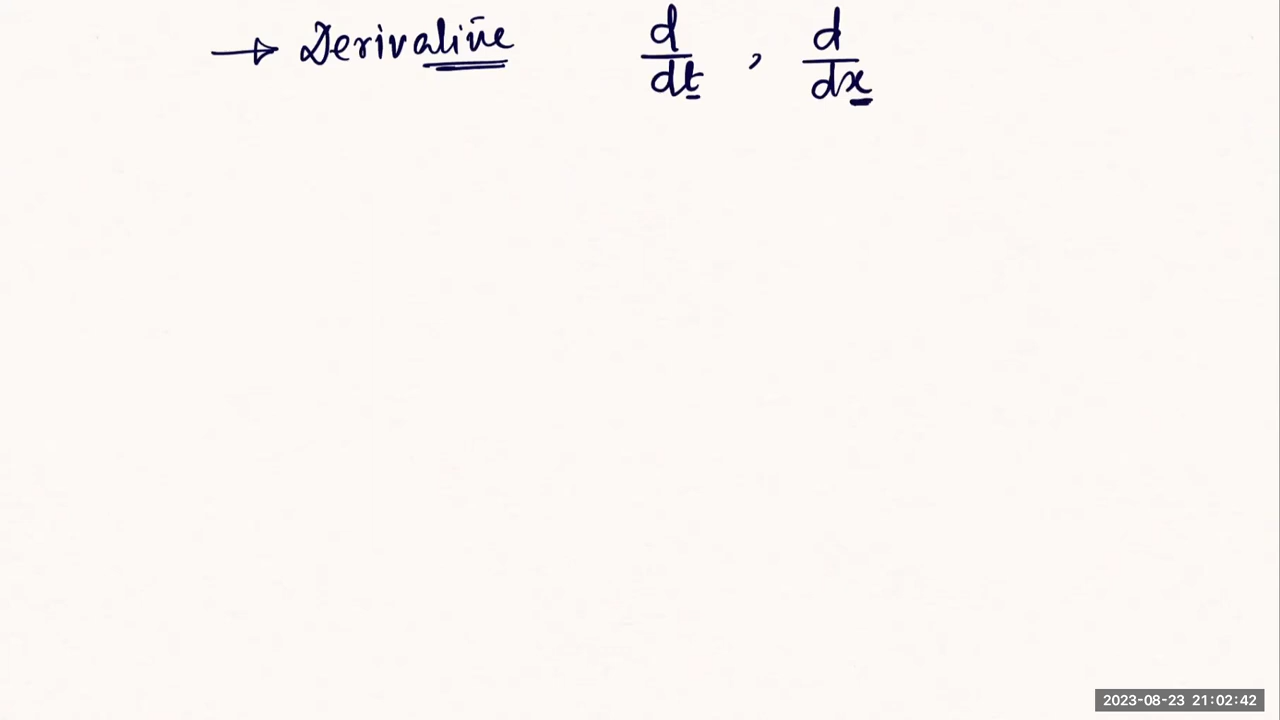 → Derivative d/dt , d/dx
2023-08-23 21:02:42